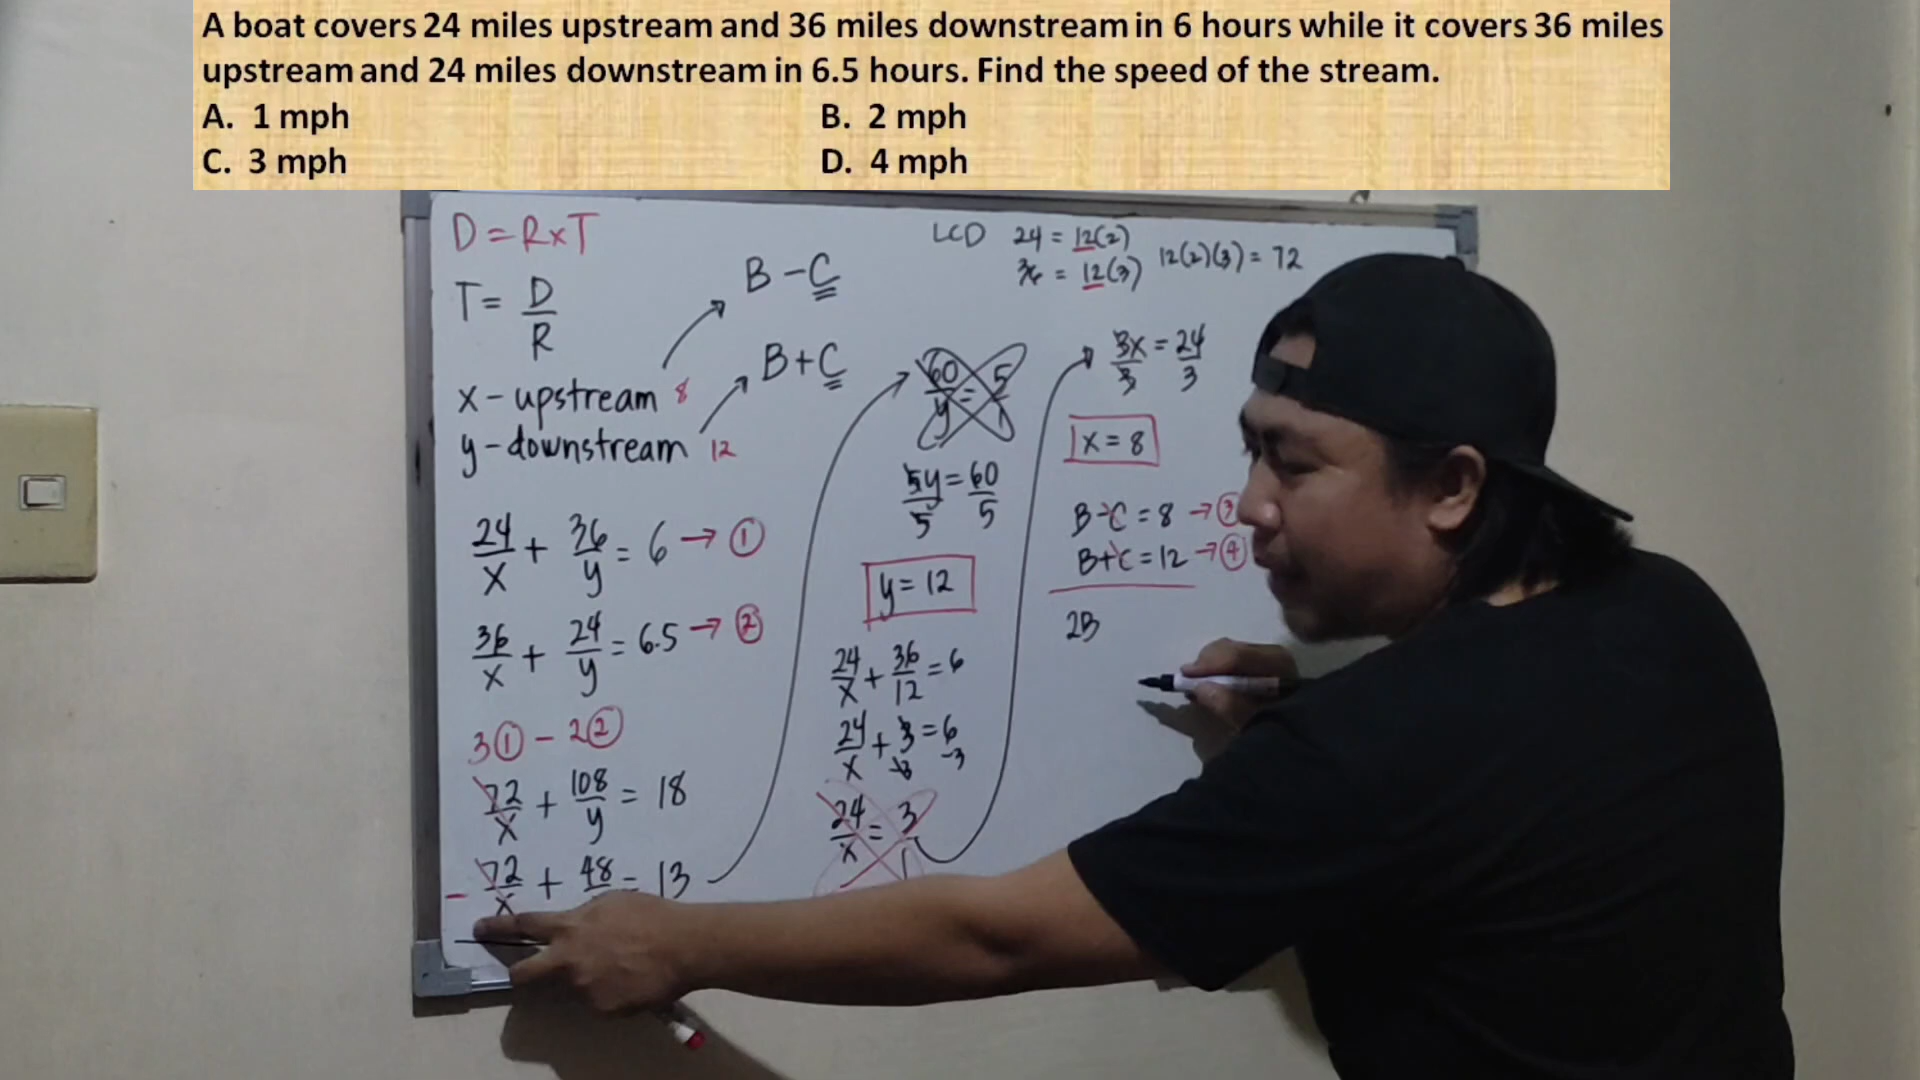 A boat covers 24 miles upstream and 36 miles downstream in 6 hours while it covers 36 miles
upstream and 24 miles downstream in 6.5 hours. Find the speed of the stream.
A. 1 mph
B. 2 mph
C. 3 mph
D. 4 mph
D = R x T
T = D/R
B - C
B + C
x - upstream 8
y - downstream 12
24/x + 36/y = 6 → ①
36/x + 24/y = 6.5 → ②
3① - 2②
72/x + 108/y = 18
- 72/x + 48/ = 13
LCD 24 = 12(2)
36 = 12(3)
12(2)(3) = 72
60/y = 5/1
5y/5 = 60/5
y = 12
24/x + 36/12 = 6
24/x + 3 = 6
-3 -3
24/x = 3/1
3x/3 = 24/3
x = 8
B - C = 8 → ③
B + C = 12 → ④
2B